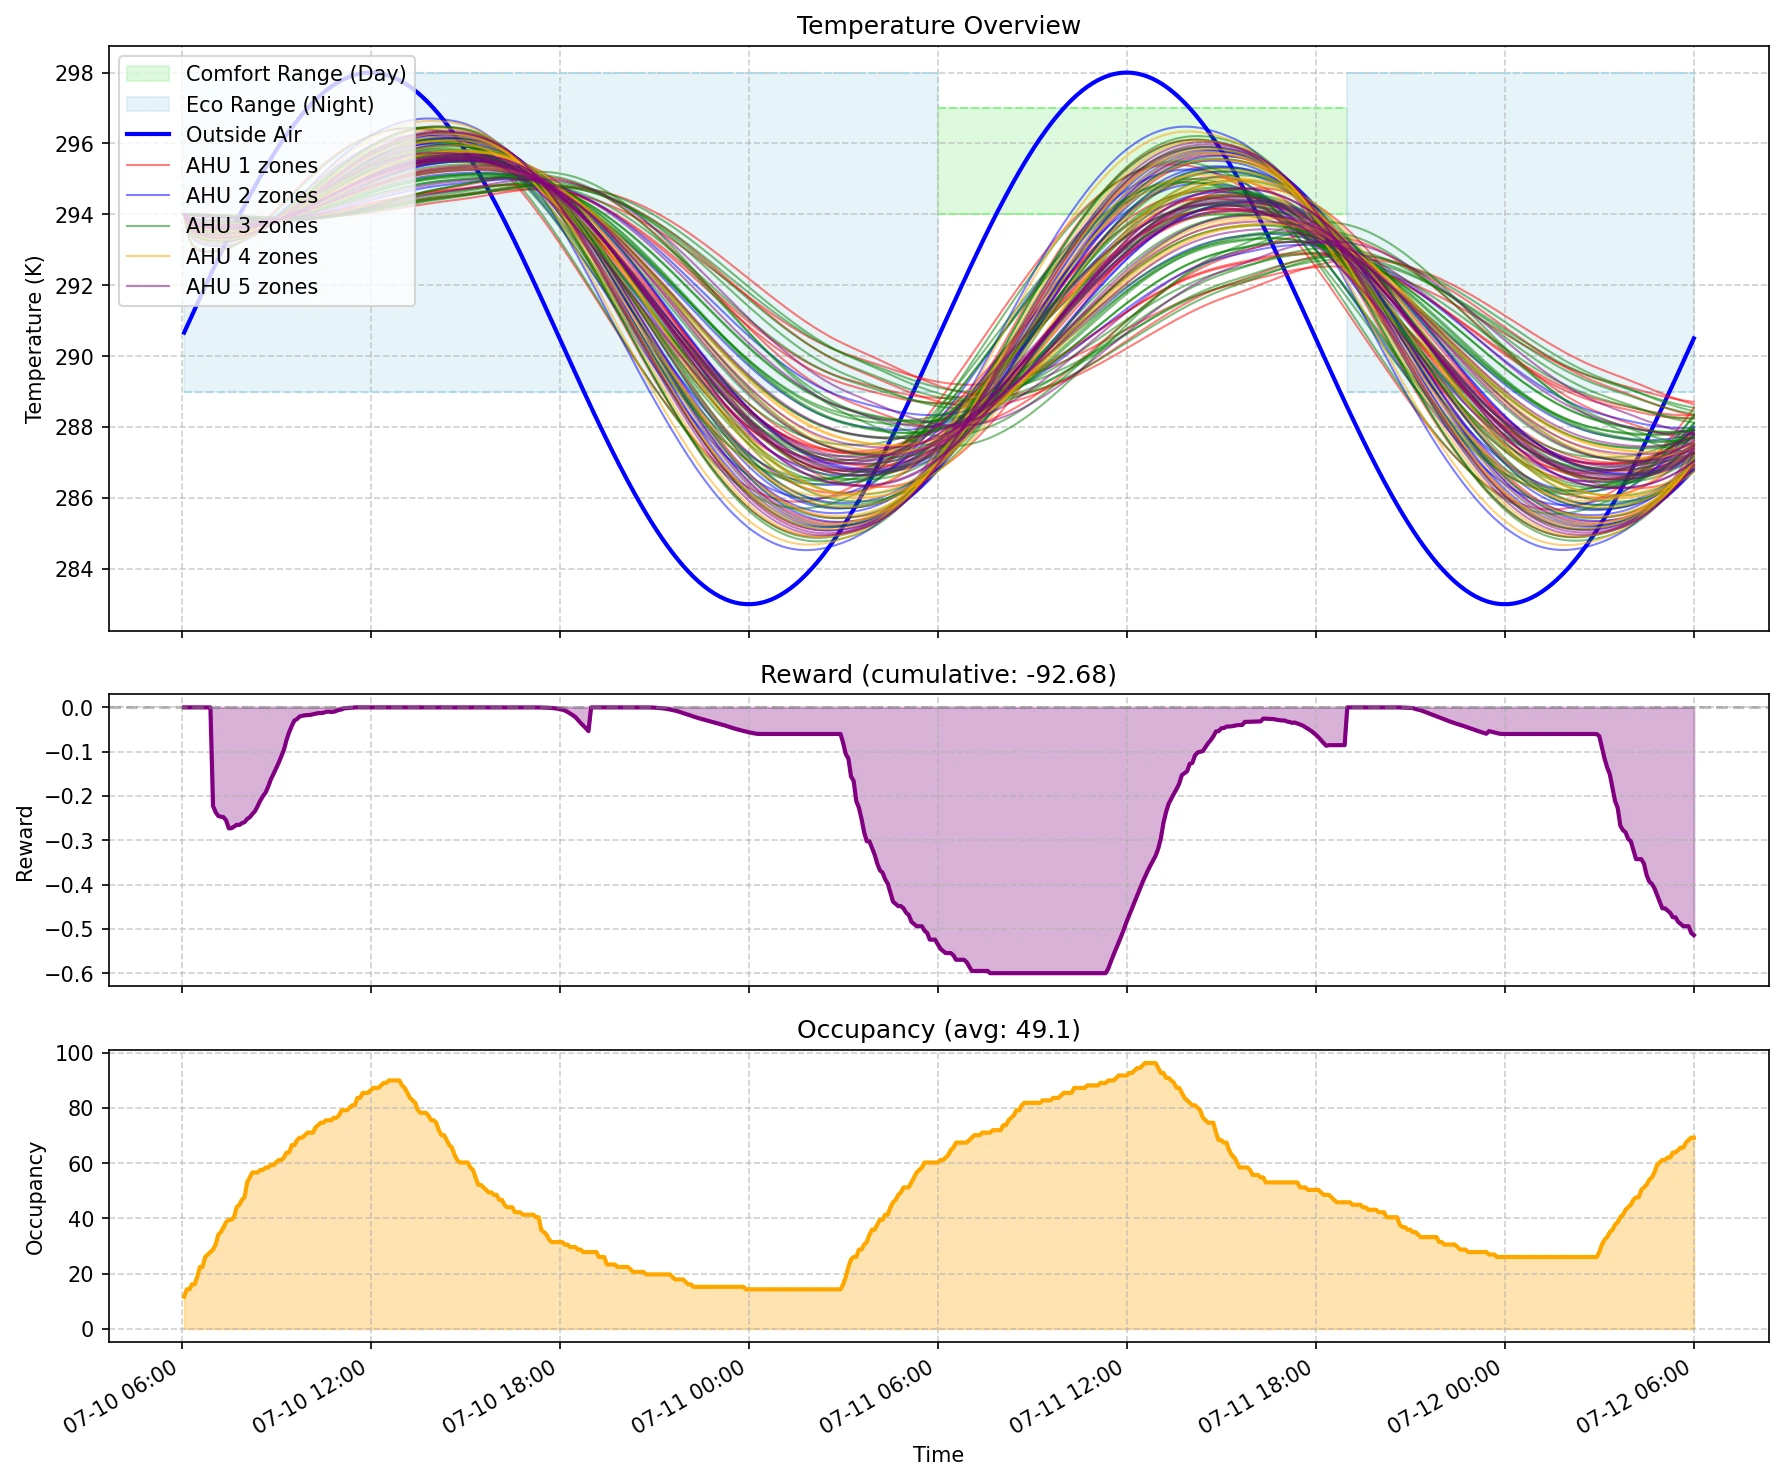 Temperature Overview
Temperature (K)
298
296
294
292
290
288
286
284
Comfort Range (Day)
Eco Range (Night)
Outside Air
AHU 1 zones
AHU 2 zones
AHU 3 zones
AHU 4 zones
AHU 5 zones
Reward (cumulative: -92.68)
Reward
0.0
−0.1
−0.2
−0.3
−0.4
−0.5
−0.6
Occupancy (avg: 49.1)
Occupancy
100
80
60
40
20
0
07-10 06:00
07-10 12:00
07-10 18:00
07-11 00:00
07-11 06:00
07-11 12:00
07-11 18:00
07-12 00:00
07-12 06:00
Time